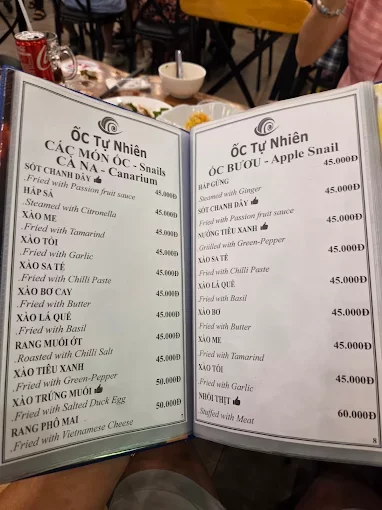 Coca-Cola
ỐC Tự Nhiên
CÁC MÓN ỐC - Snails
CÀ NA - Canarium
SỐT CHANH DÂY 45.000Đ
.Fried with Passion fruit sauce
HẤP SẢ 45.000Đ
.Steamed with Citronella
XÀO ME 45.000Đ
.Fried with Tamarind
XÀO TỎI 45.000Đ
.Fried with Garlic
XÀO SA TẾ 45.000Đ
.Fried with Chilli Paste
XÀO BƠ CAY 45.000Đ
.Fried with Butter
XÀO LÁ QUẾ 45.000Đ
.Fried with Basil
RANG MUỐI ỚT 45.000Đ
.Roasted with Chilli Salt
XÀO TIÊU XANH 50.000Đ
.Fried with Green-Pepper
XÀO TRỨNG MUỐI 50.000Đ
.Fried with Salted Duck Egg
RANG PHÔ MAI
.Fried with Vietnamese Cheese
7
ỐC Tự Nhiên
ỐC BƯƠU - Apple Snail
HẤP GỪNG 45.000Đ
.Steamed with Ginger
SỐT CHANH DÂY 45.000Đ
.Fried with Passion fruit sauce
NƯỚNG TIÊU XANH 45.000Đ
.Grilled with Green-Pepper
XÀO SA TẾ 45.000Đ
.Fried with Chilli Paste
XÀO LÁ QUẾ 45.000Đ
.Fried with Basil
XÀO BƠ 45.000Đ
.Fried with Butter
XÀO ME 45.000Đ
.Fried with Tamarind
XÀO TỎI 45.000Đ
.Fried with Garlic
NHỒI THỊT 60.000Đ
.Stuffed with Meat
8